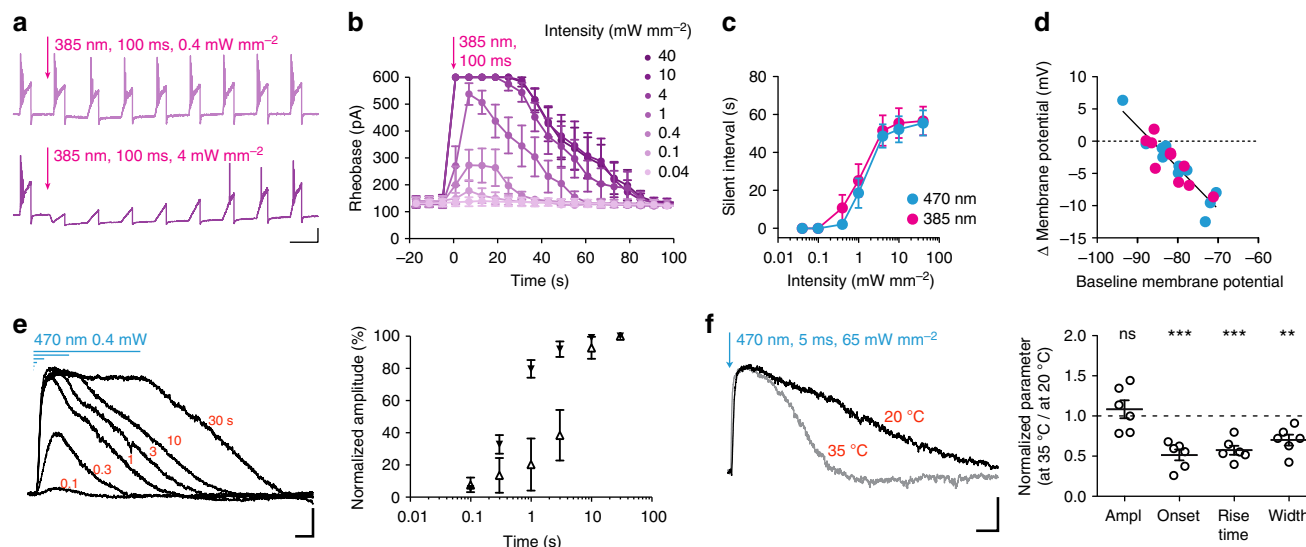 a
385 nm, 100 ms, 0.4 mW mm⁻²
385 nm, 100 ms, 4 mW mm⁻²
b
385 nm,
100 ms
Intensity (mW mm⁻²)
40
10
4
1
0.4
0.1
0.04
Rheobase (pA)
600
500
400
300
200
100
0
−20
0
20
40
60
80
100
Time (s)
c
Silent interval (s)
80
60
40
20
0
470 nm
385 nm
0.01
0.1
1
10
100
Intensity (mW mm⁻²)
d
Δ Membrane potential (mV)
10
5
0
−5
−10
−15
−100
−90
−80
−70
−60
Baseline membrane potential
e
470 nm 0.4 mW
30 s
10
3
1
0.3
0.1
Normalized amplitude (%)
100
80
60
40
20
0
0.01
0.1
1
10
100
Time (s)
f
470 nm, 5 ms, 65 mW mm⁻²
20 °C
35 °C
Normalized parameter
(at 35 °C / at 20 °C)
2.0
1.5
1.0
0.5
0.0
ns
***
***
**
Ampl
Onset
Rise
time
Width